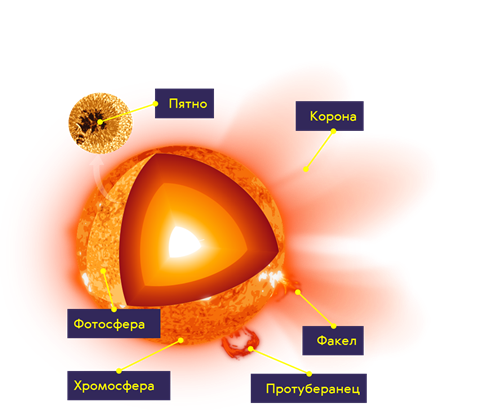 Пятно
Корона
Фотосфера
Факел
Хромосфера
Протуберанец